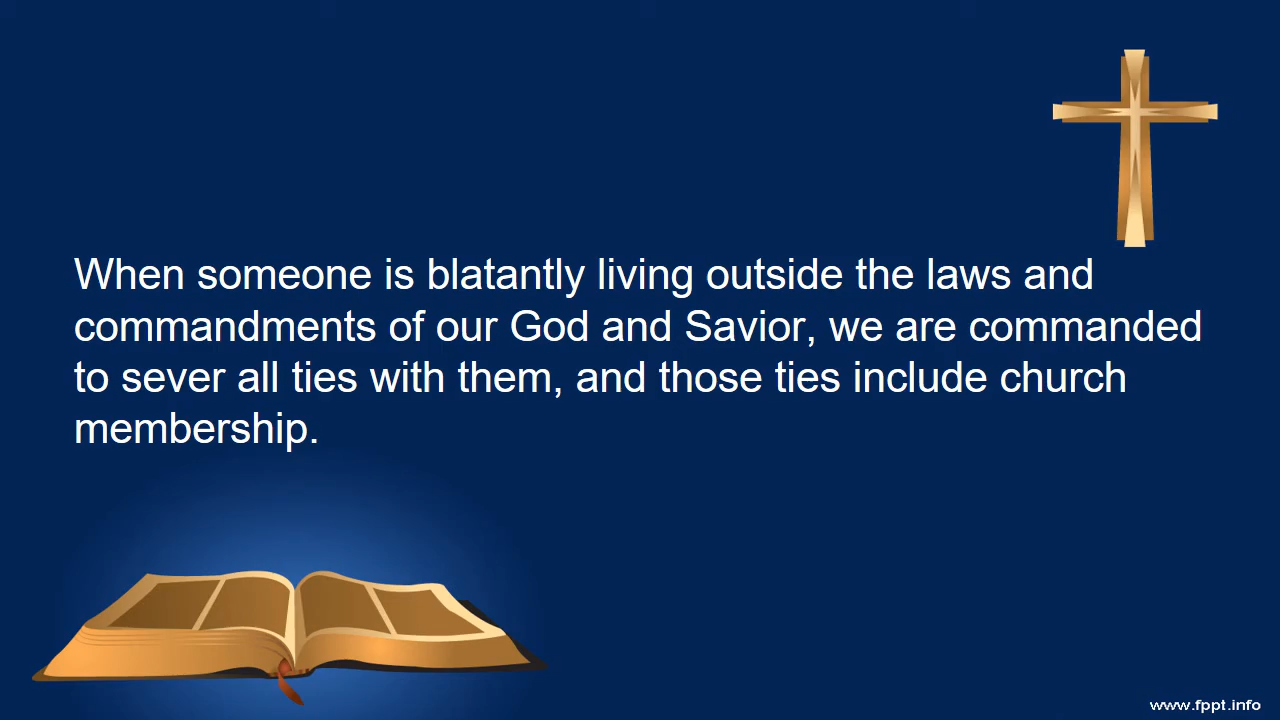 When someone is blatantly living outside the laws and
commandments of our God and Savior, we are commanded
to sever all ties with them, and those ties include church
membership.
www.fppt.info